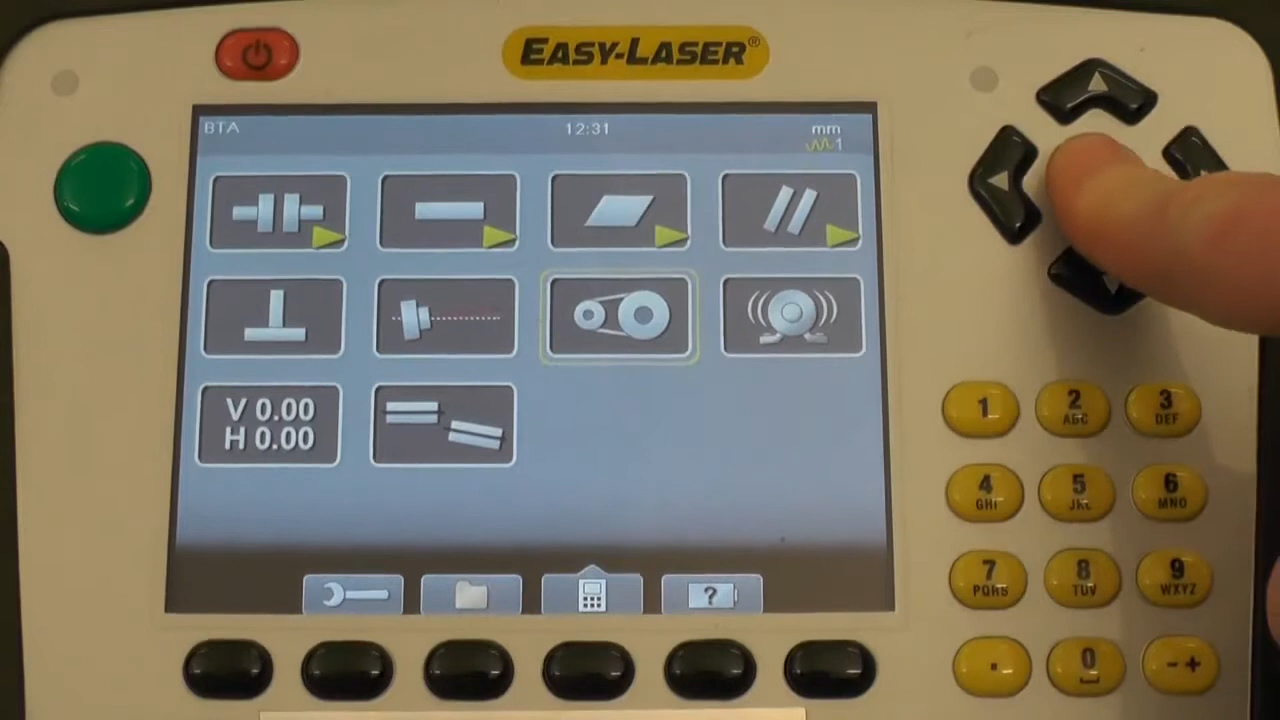 EASY-LASER®
BTA
12:31
mm
1
V 0.00
H 0.00
?
1
2 ABC
3 DEF
4 GHI
5 JKL
6 MNO
7 PQRS
8 TUV
9 WXYZ
.
0
-+